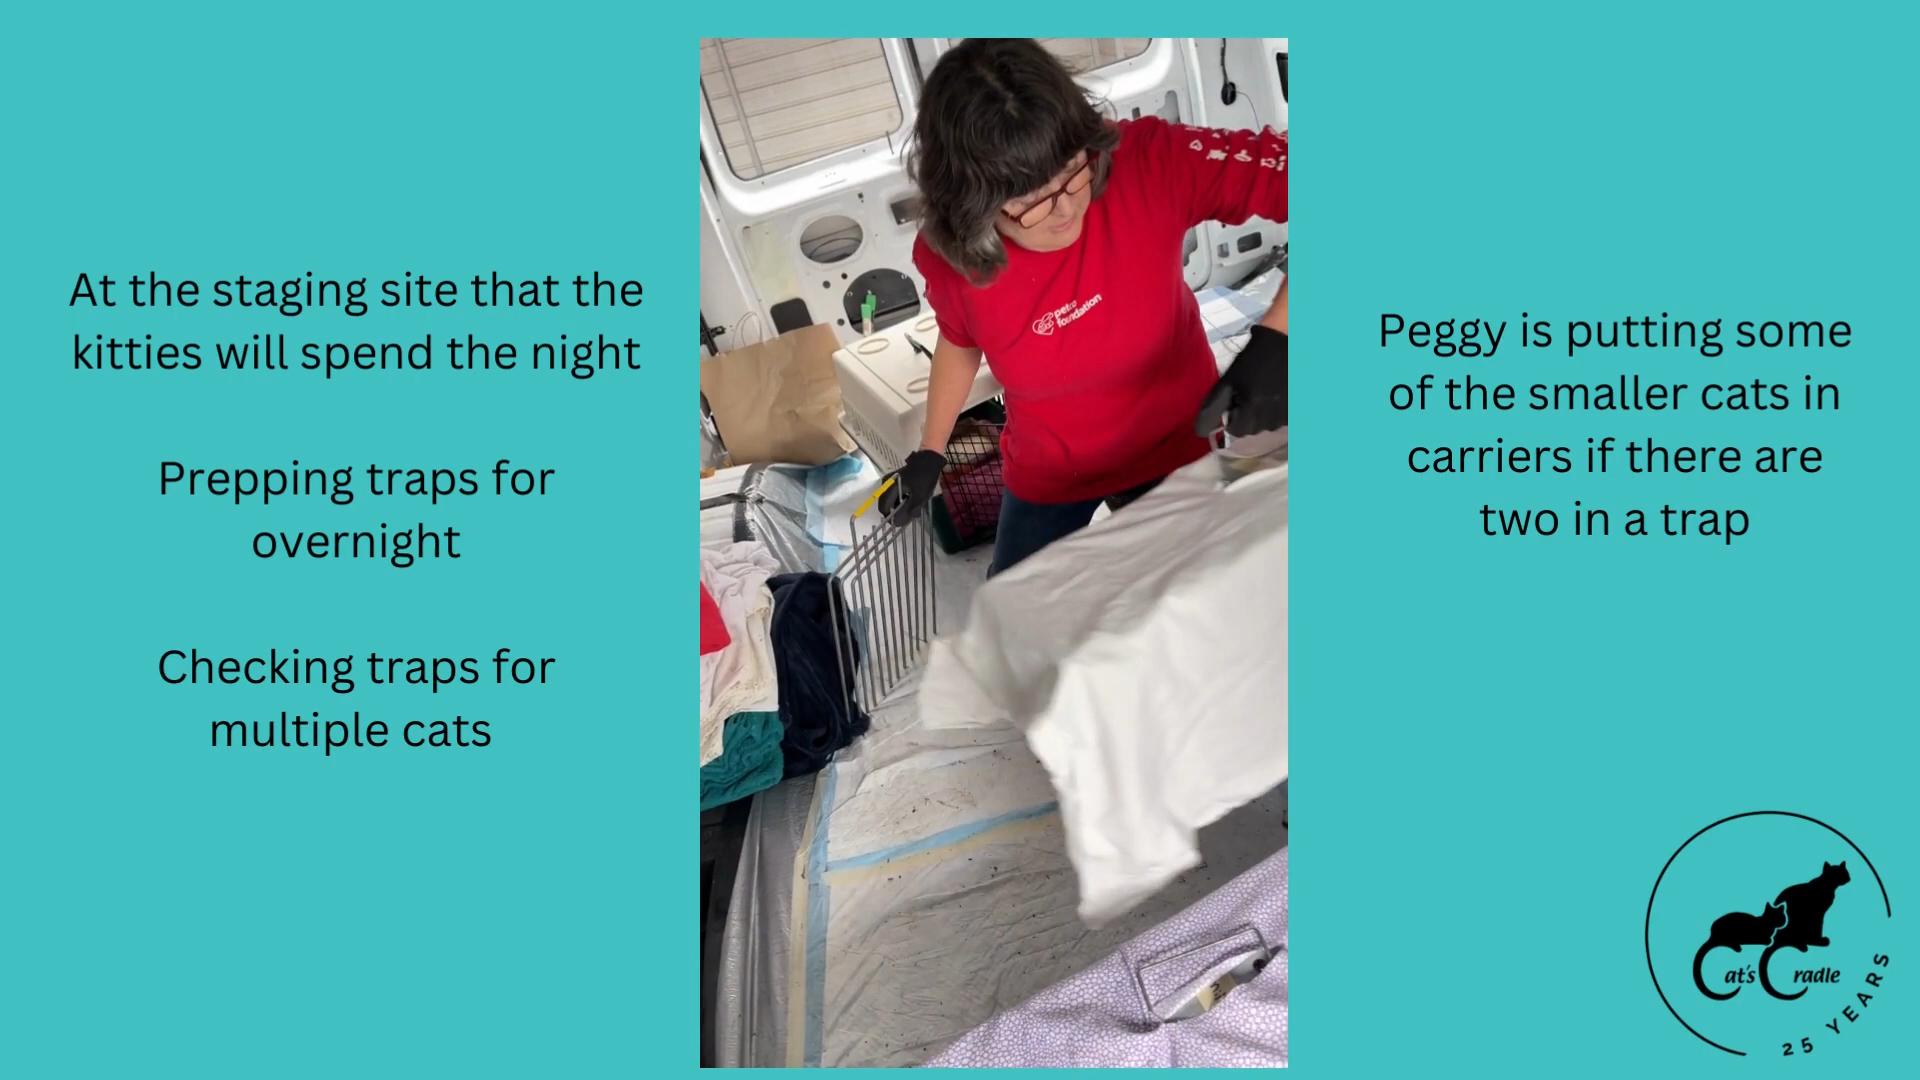 At the staging site that the
kitties will spend the night
Prepping traps for
overnight
Checking traps for
multiple cats
petco
foundation
Peggy is putting some
of the smaller cats in
carriers if there are
two in a trap
Cat's Cradle
25 YEARS